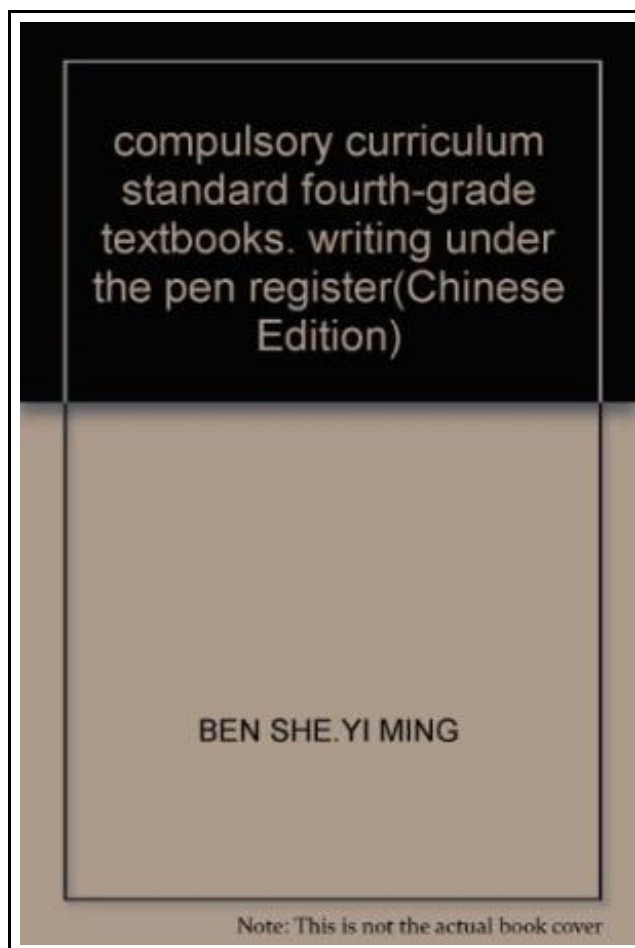 compulsory curriculum
standard fourth-grade
textbooks. writing under
the pen register(Chinese
Edition)
BEN SHE.YI MING
Note: This is not the actual book cover